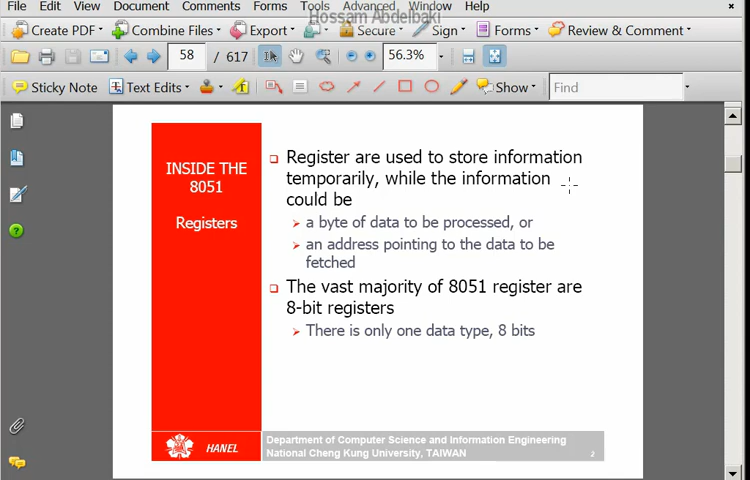 File Edit View Document Comments Forms Tools Advanced Window Help
Hossam Abdelbaki
Create PDF Combine Files Export Secure Sign Forms Review & Comment
58 / 617 56.3%
Sticky Note Text Edits Show Find
INSIDE THE
8051
Registers
Register are used to store information
temporarily, while the information
could be
a byte of data to be processed, or
an address pointing to the data to be
fetched
The vast majority of 8051 register are
8-bit registers
There is only one data type, 8 bits
HANEL
Department of Computer Science and Information Engineering
National Cheng Kung University, TAIWAN
2